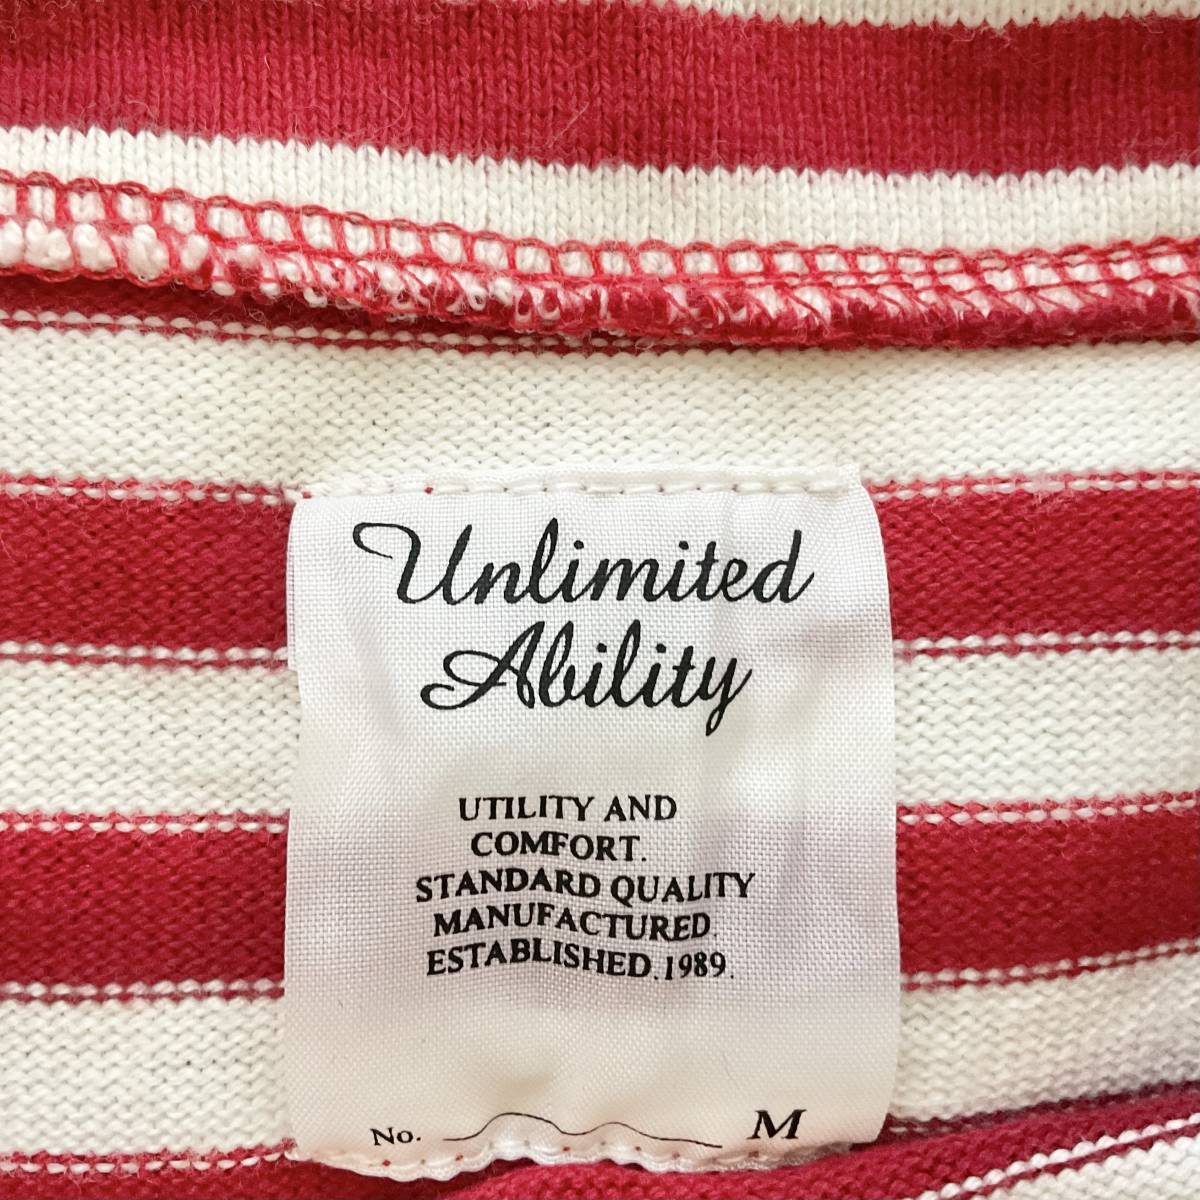 Unlimited
Ability
UTILITY AND
COMFORT.
STANDARD QUALITY
MANUFACTURED.
ESTABLISHED.1989.
No. M